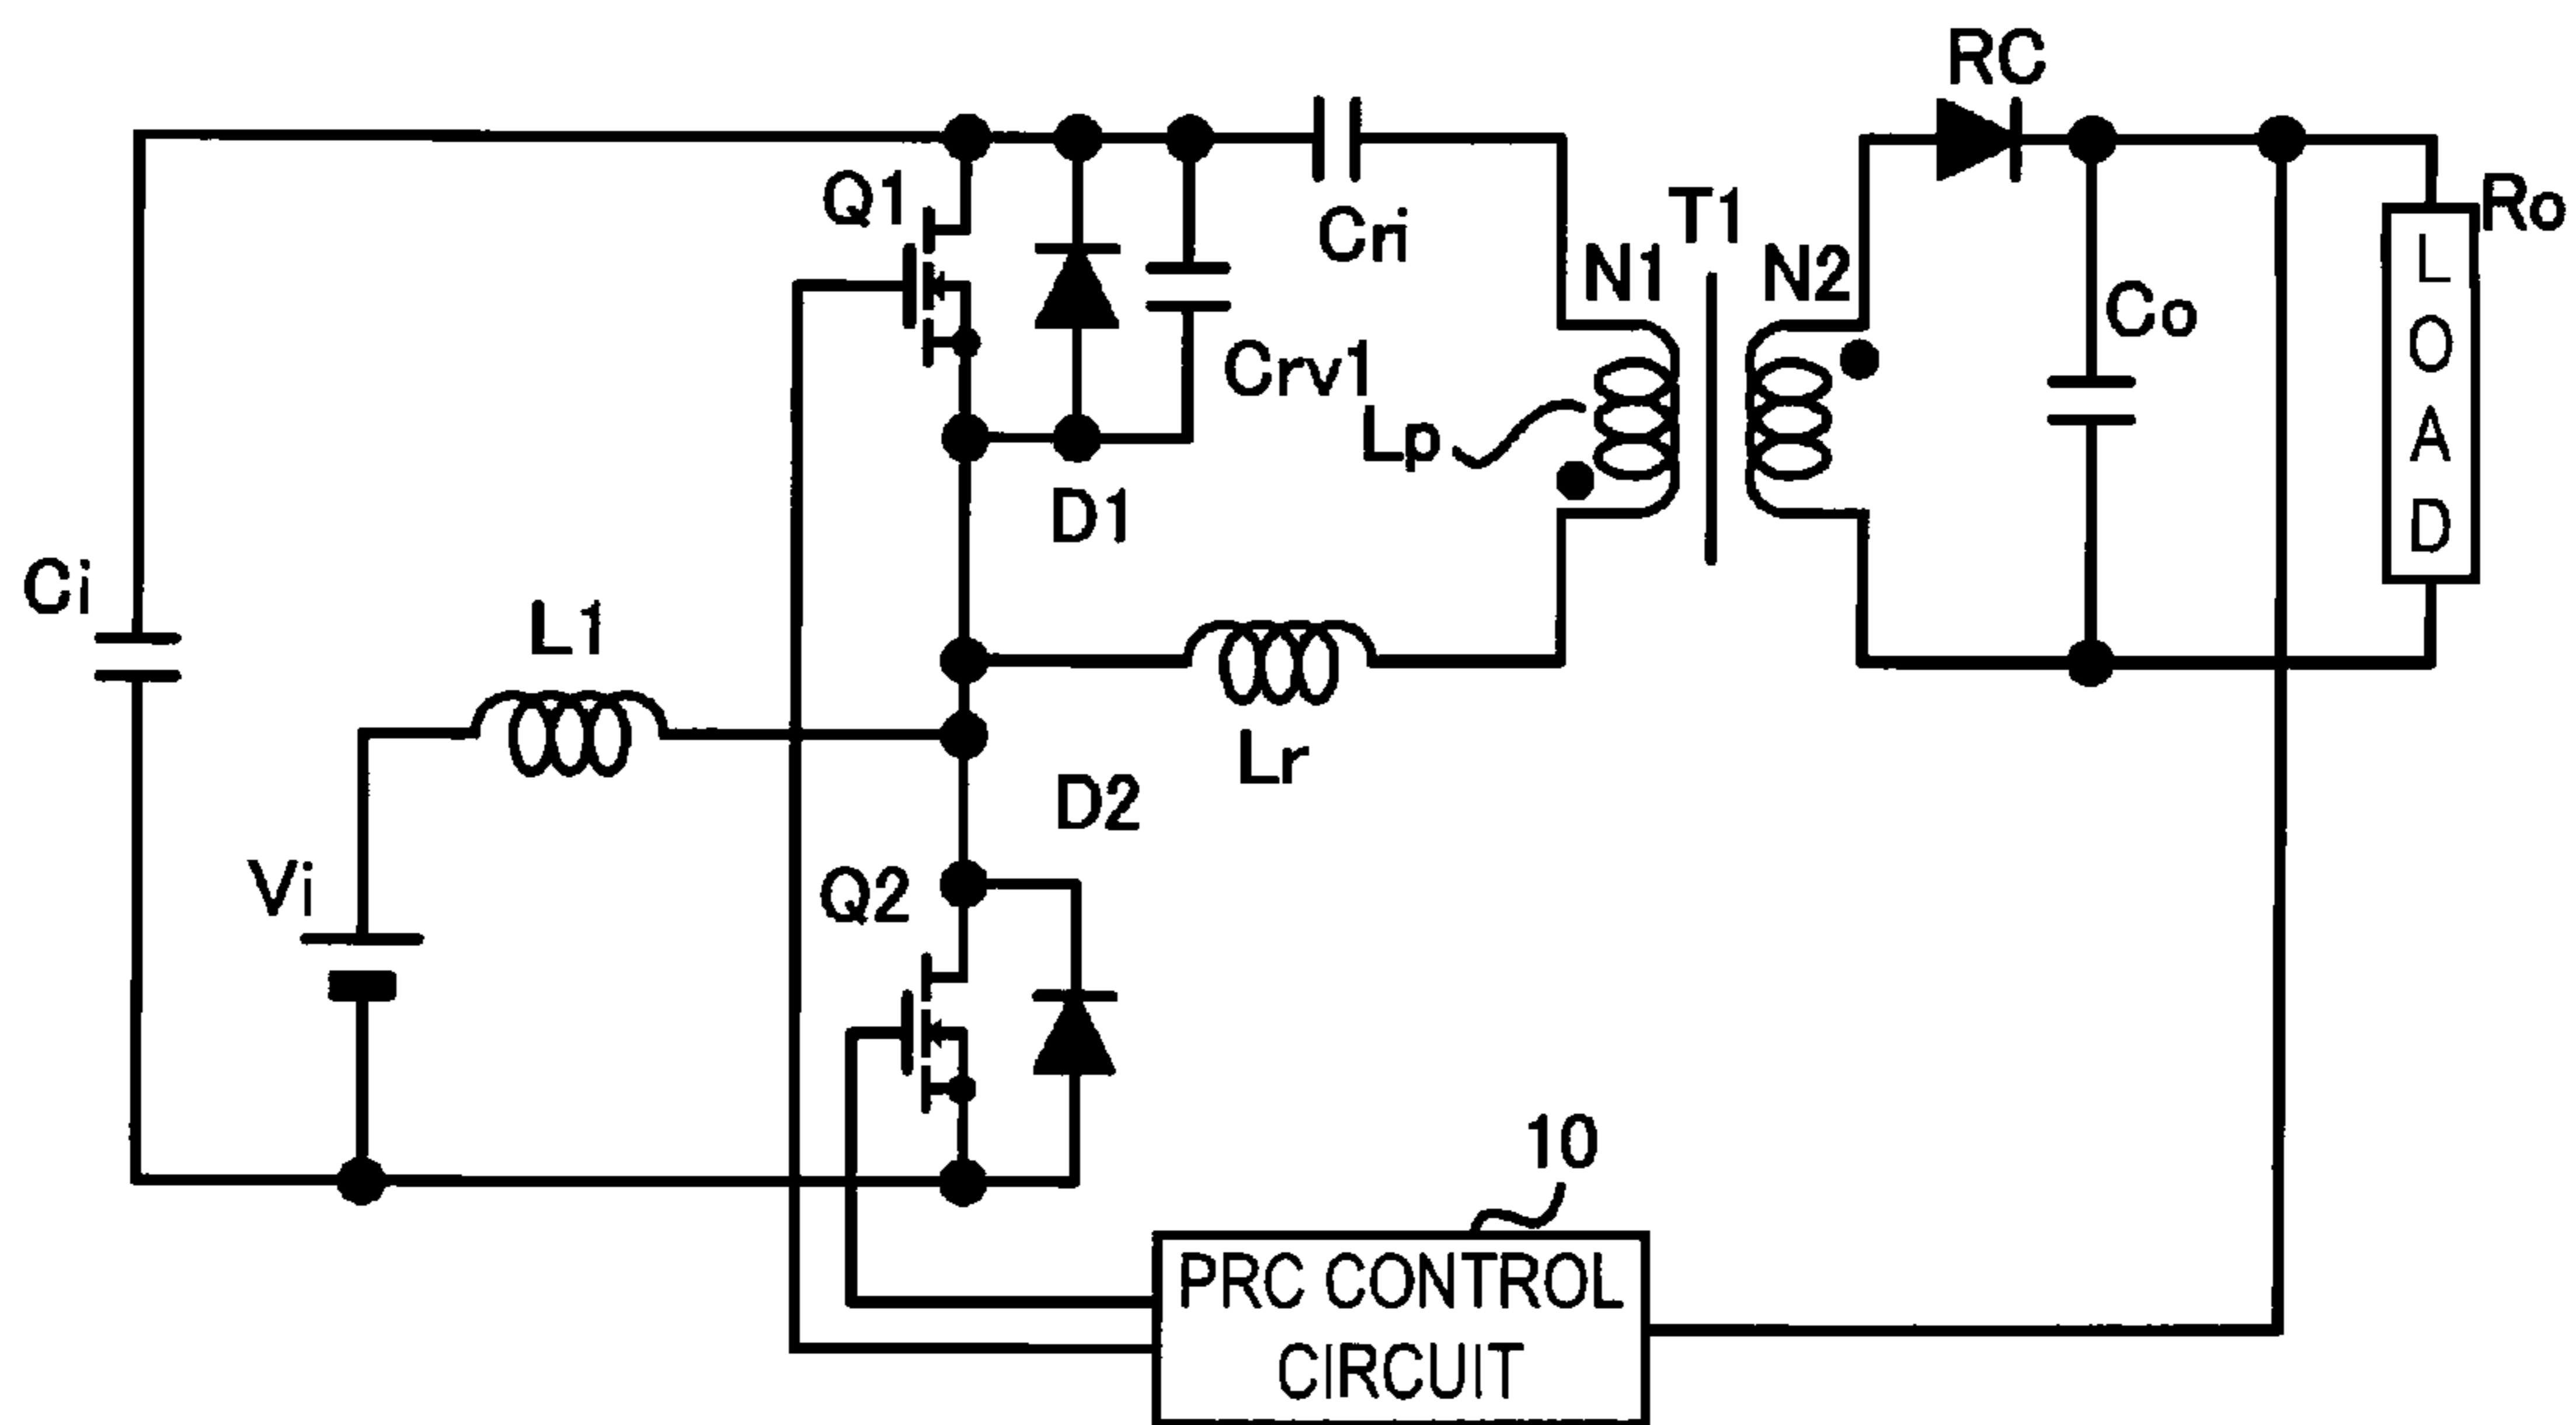 RC
Q1
Cri
T1
N1
N2
Ro
LOAD
Co
Crv1
Lp
D1
Ci
L1
Lr
D2
Vi
Q2
10
PRC CONTROL
CIRCUIT